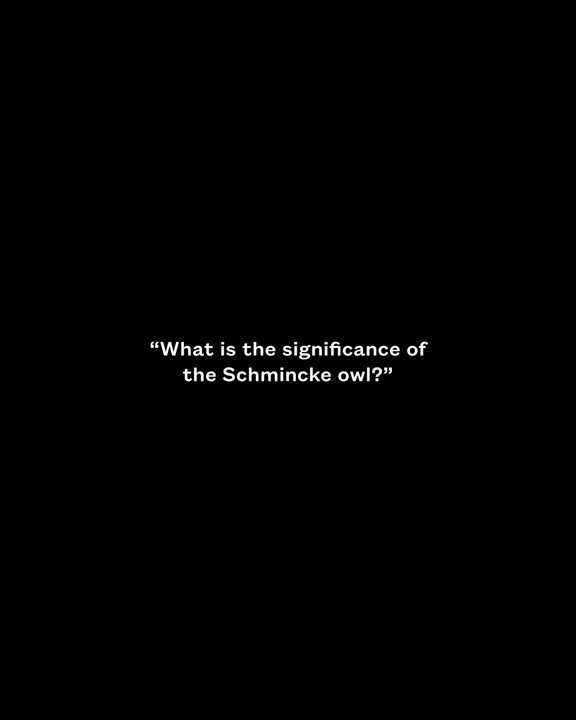 “What is the significance of
the Schmincke owl?”